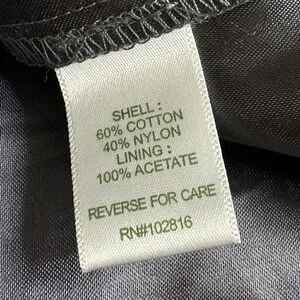 SHELL :
60% COTTON
40% NYLON
LINING :
100% ACETATE
REVERSE FOR CARE
RN#102816